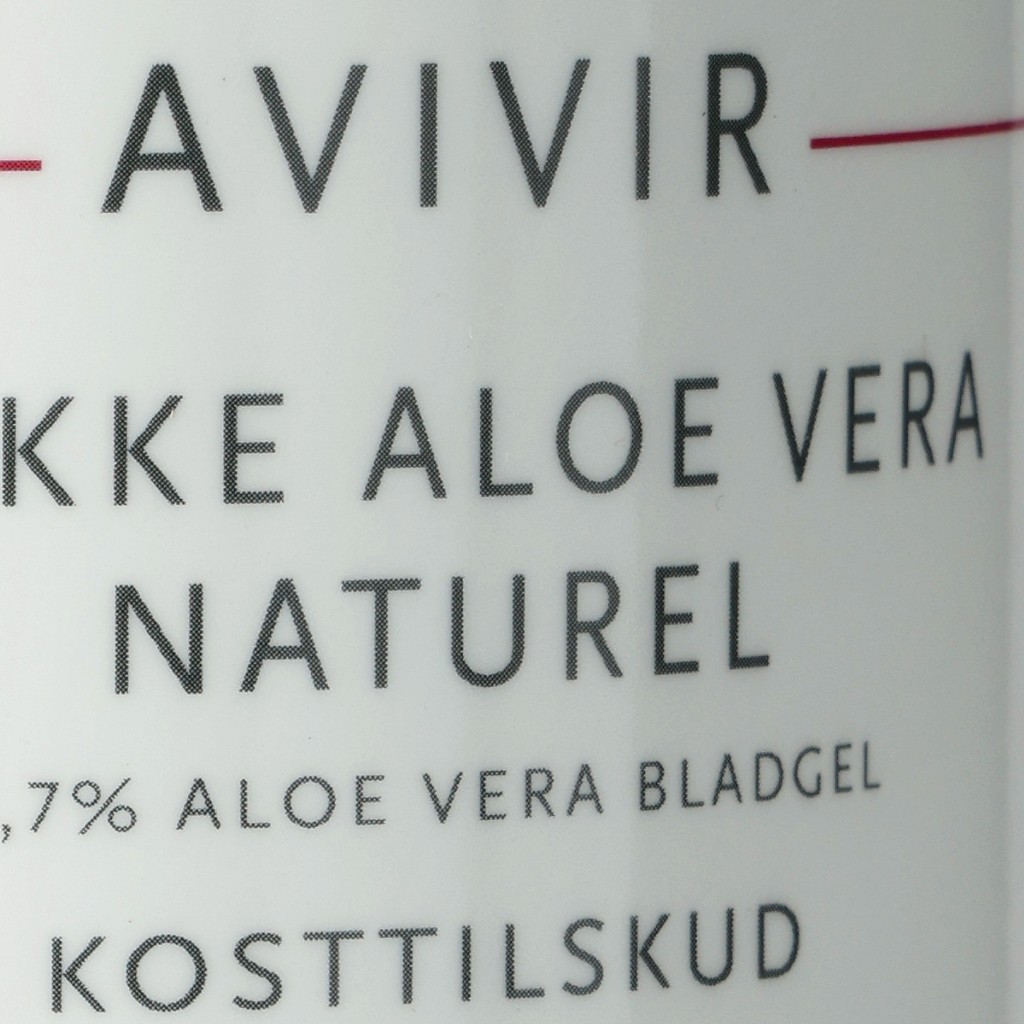 AVIVIR
KKE ALOE VERA
NATUREL
,7% ALOE VERA BLADGEL
KOSTTILSKUD